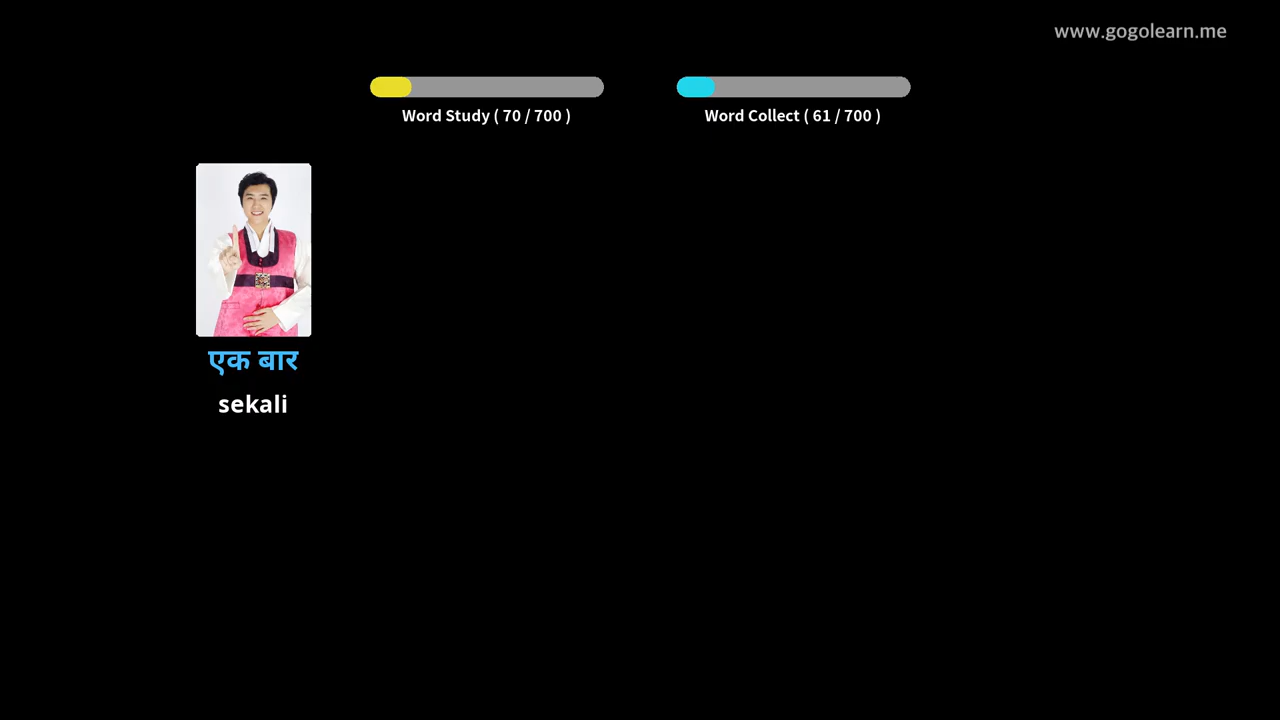 www.gogolearn.me
Word Study ( 70 / 700 )
Word Collect ( 61 / 700 )
एक बार
sekali